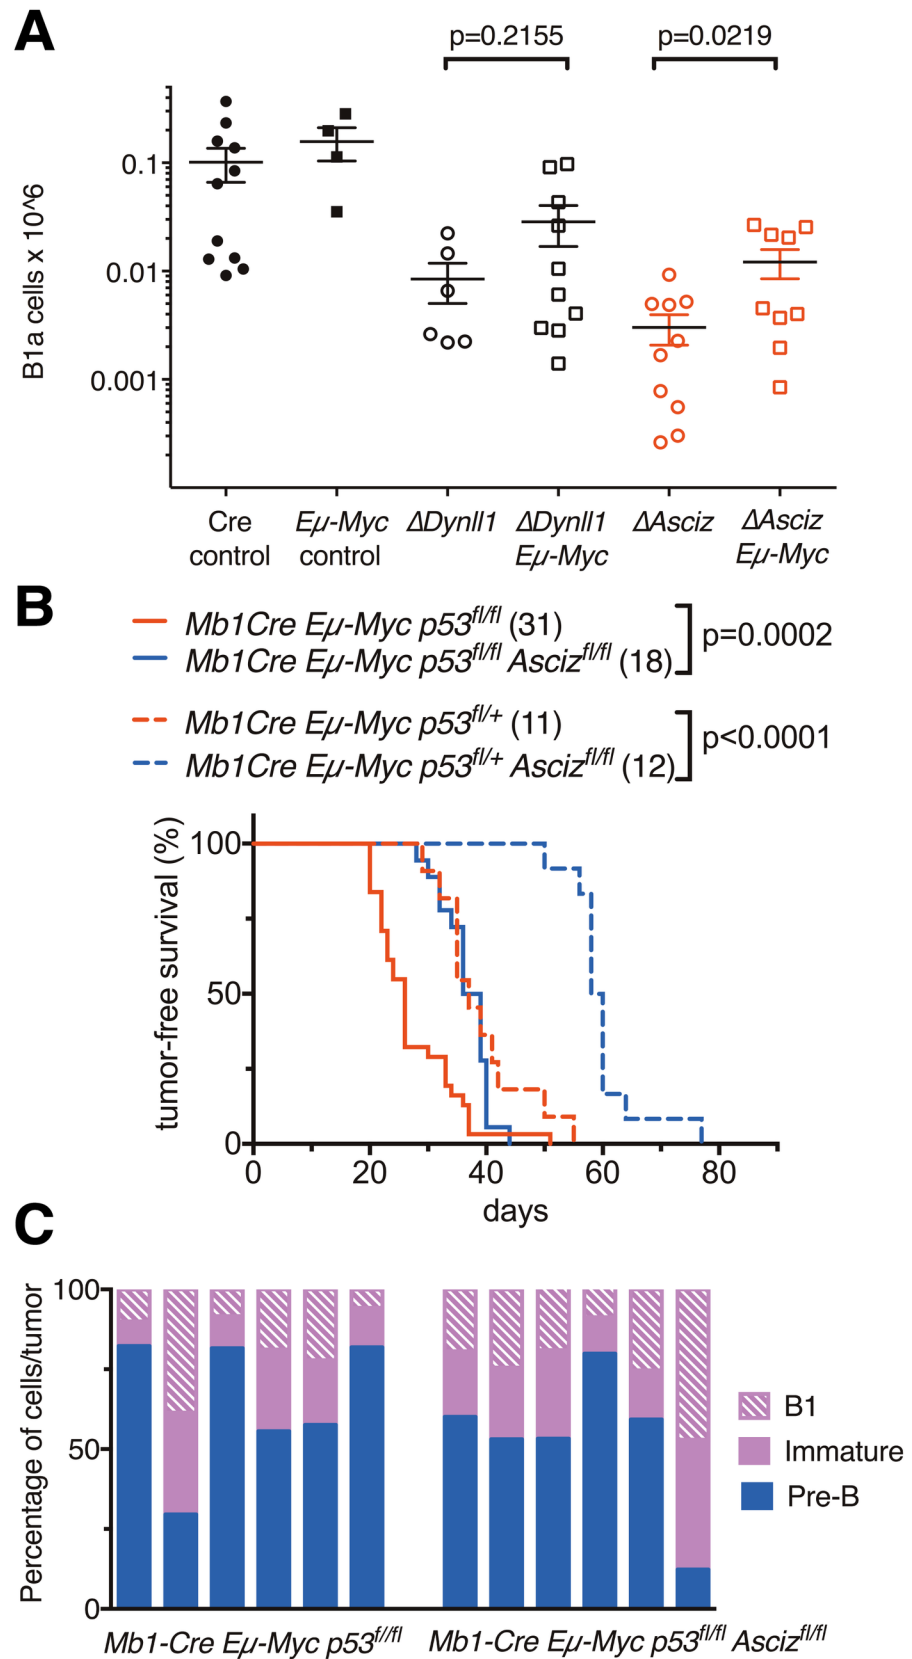 A
p=0.2155 p=0.0219
B1a cells x 10^6
0.1
0.01
0.001
Cre control
Eμ-Myc control
ΔDynll1
ΔDynll1 Eμ-Myc
ΔAsciz
ΔAsciz Eμ-Myc
B
Mb1Cre Eμ-Myc p53fl/fl (31)
Mb1Cre Eμ-Myc p53fl/fl Ascizfl/fl (18)
p=0.0002
Mb1Cre Eμ-Myc p53fl/+ (11)
Mb1Cre Eμ-Myc p53fl/+ Ascizfl/fl (12)
p<0.0001
tumor-free survival (%)
100
50
0
0 20 40 60 80
days
C
Percentage of cells/tumor
100
50
0
B1
Immature
Pre-B
Mb1-Cre Eμ-Myc p53f//fl
Mb1-Cre Eμ-Myc p53fl/fl Ascizfl/fl